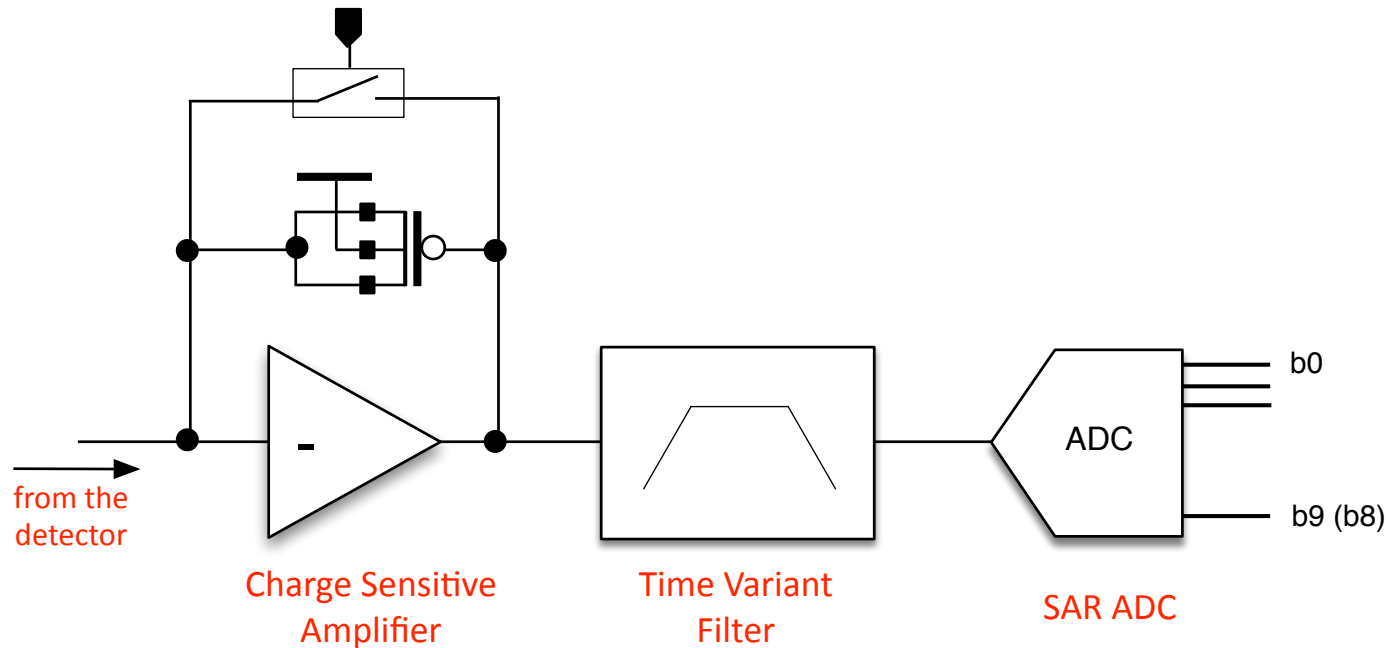 b0
ADC
-
b9 (b8)
from the
detector
Charge Sensitive
Amplifier
Time Variant
Filter
SAR ADC